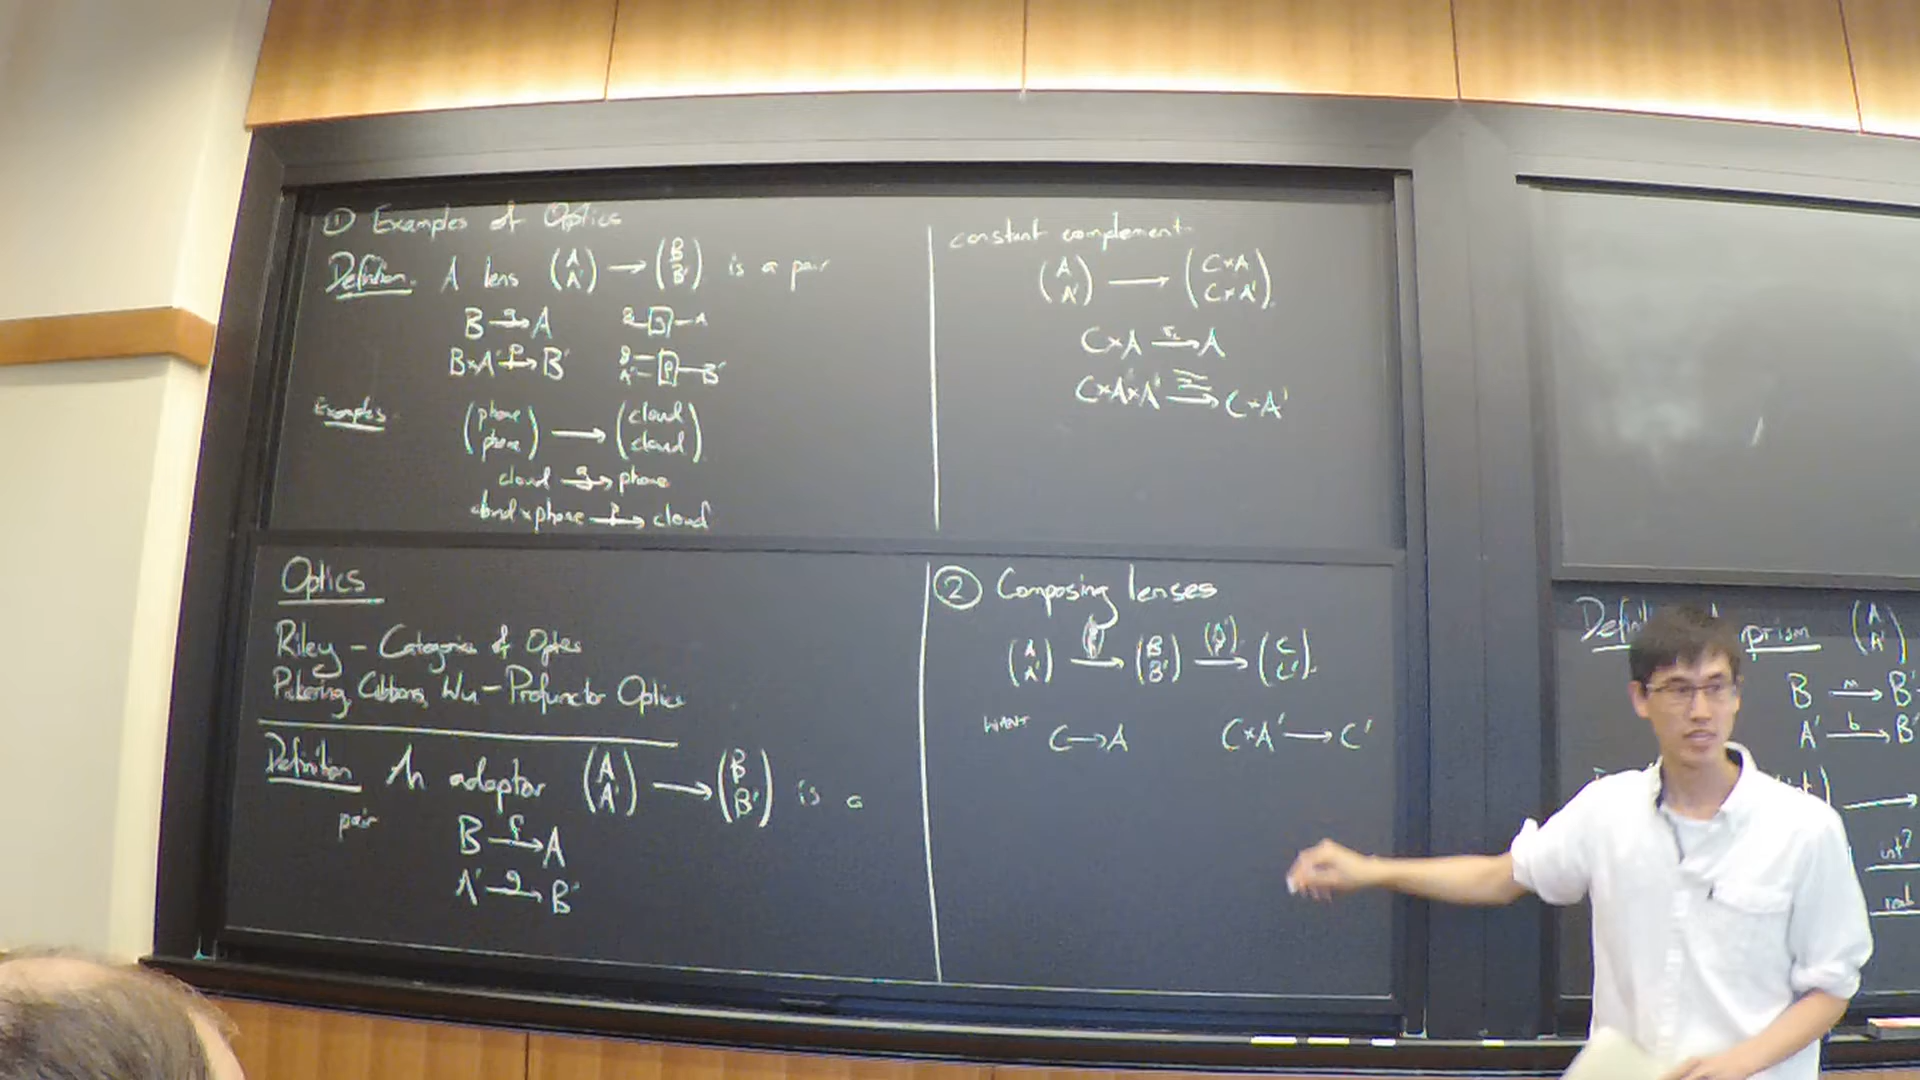 ① Examples of Optics
Definition. A lens (A A') → (B B') is a pair
B –g→ A B–[g]–A
B×A' –p→ B' B A' –[p]– B'
Examples (phone phone) → (cloud cloud)
cloud –g→ phone
cloud × phone –p→ cloud
constant complement
(A A') → (C×A C×A').
C×A → A
C×A×A' → C×A'
Optics
Riley – Categories of Optics
Pickering, Gibbons, Wu – Profunctor Optics
Definition An adaptor (A A') → (B B') is a
pair B –f→ A
A' –g→ B'
② Composing lenses
(A A') → (B B') → (C C').
WANT C → A C×A' → C'
prism (A A')
B –m→ B'
A' –b→ B'
int?
real